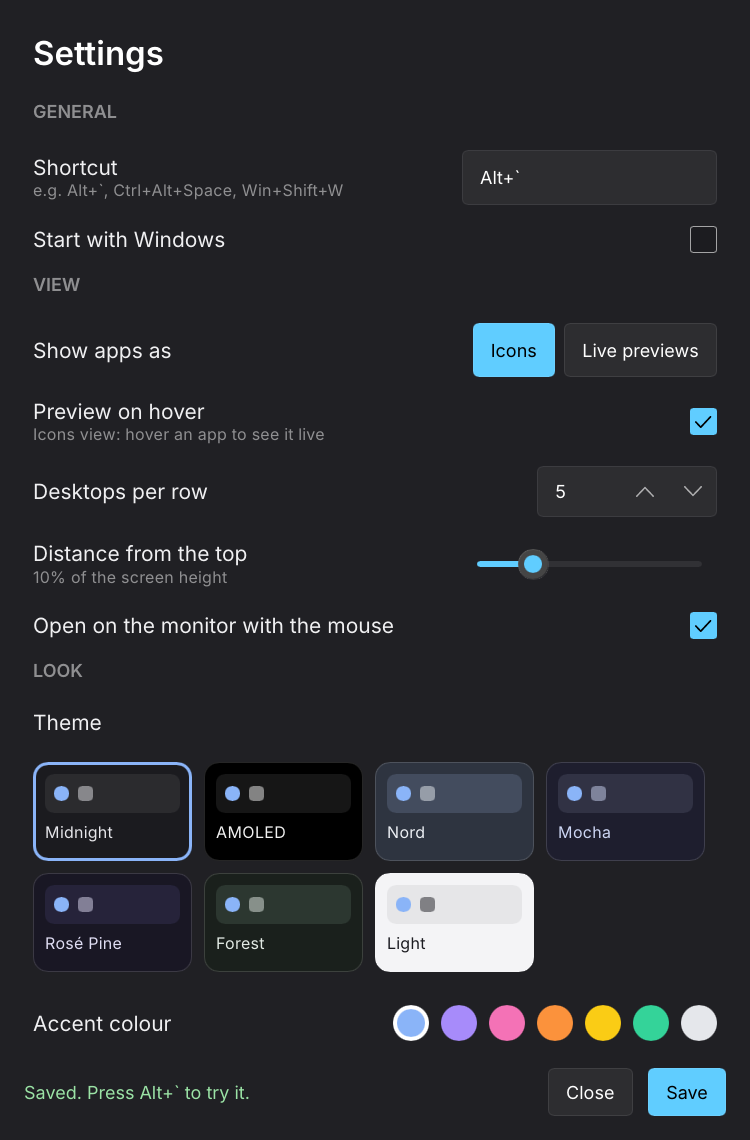 Settings
GENERAL
Shortcut
e.g. Alt+`, Ctrl+Alt+Space, Win+Shift+W
Alt+`
Start with Windows
VIEW
Show apps as
Icons
Live previews
Preview on hover
Icons view: hover an app to see it live
Desktops per row
5
Distance from the top
10% of the screen height
Open on the monitor with the mouse
LOOK
Theme
Midnight
AMOLED
Nord
Mocha
Rosé Pine
Forest
Light
Accent colour
Saved. Press Alt+` to try it.
Close
Save